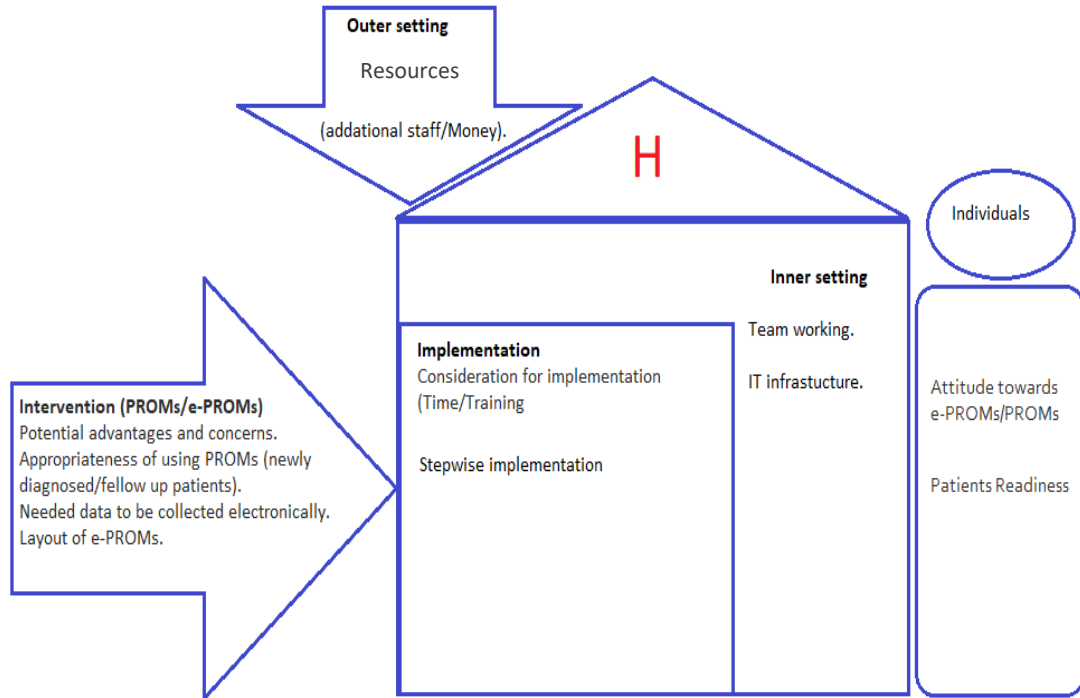 Outer setting
Resources
(addational staff/Money).
H
Individuals
Inner setting
Team working.
IT infrastucture.
Implementation
Consideration for implementation
(Time/Training
Stepwise implementation
Intervention (PROMs/e-PROMs)
Potential advantages and concerns.
Appropriateness of using PROMs (newly
diagnosed/fellow up patients).
Needed data to be collected electronically.
Layout of e-PROMs.
Attitude towards
e-PROMs/PROMs
Patients Readiness